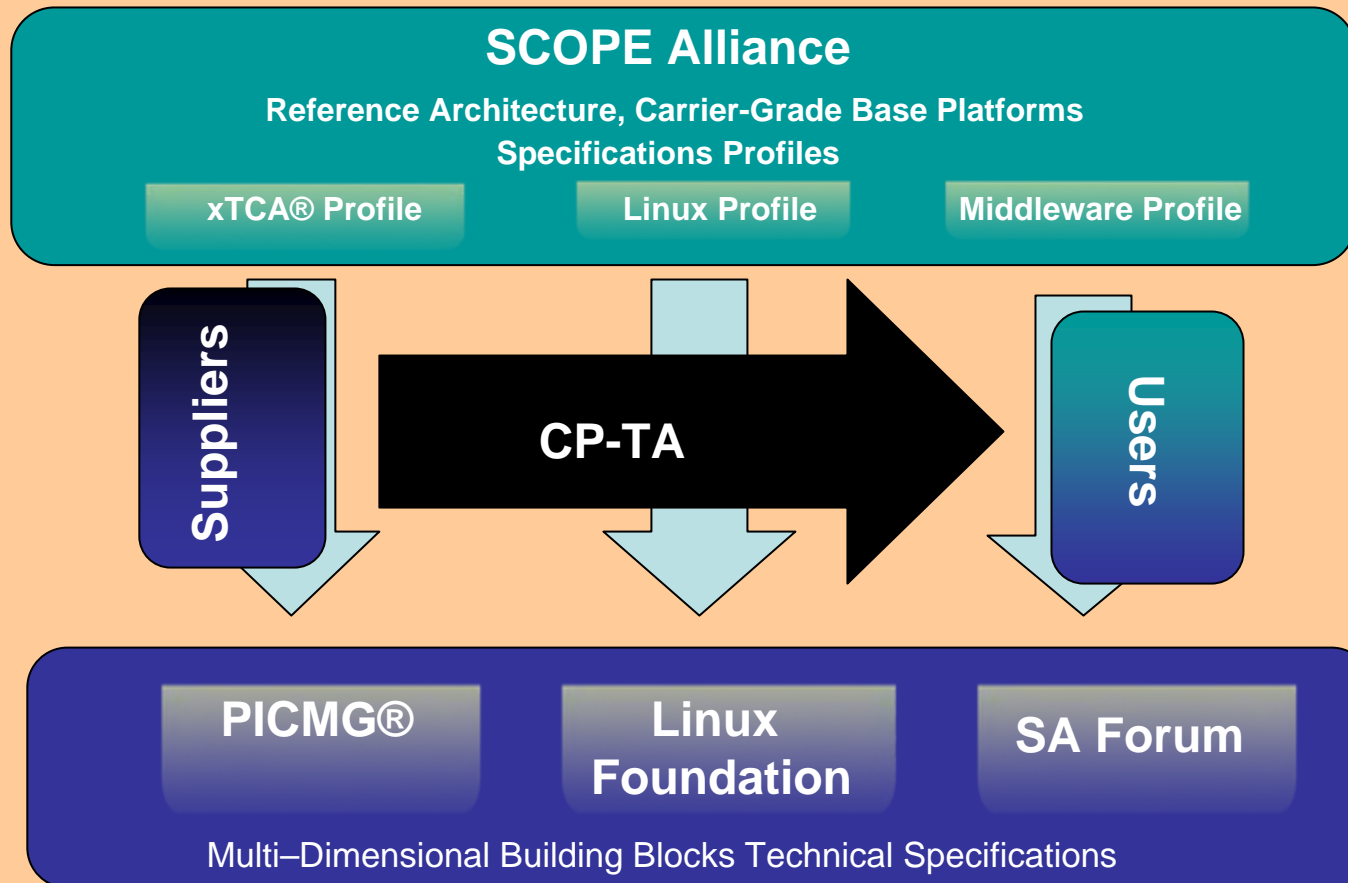 SCOPE Alliance
Reference Architecture, Carrier-Grade Base Platforms
Specifications Profiles
xTCA® Profile
Linux Profile
Middleware Profile
Suppliers
CP-TA
Users
PICMG®
Linux
Foundation
SA Forum
Multi–Dimensional Building Blocks Technical Specifications